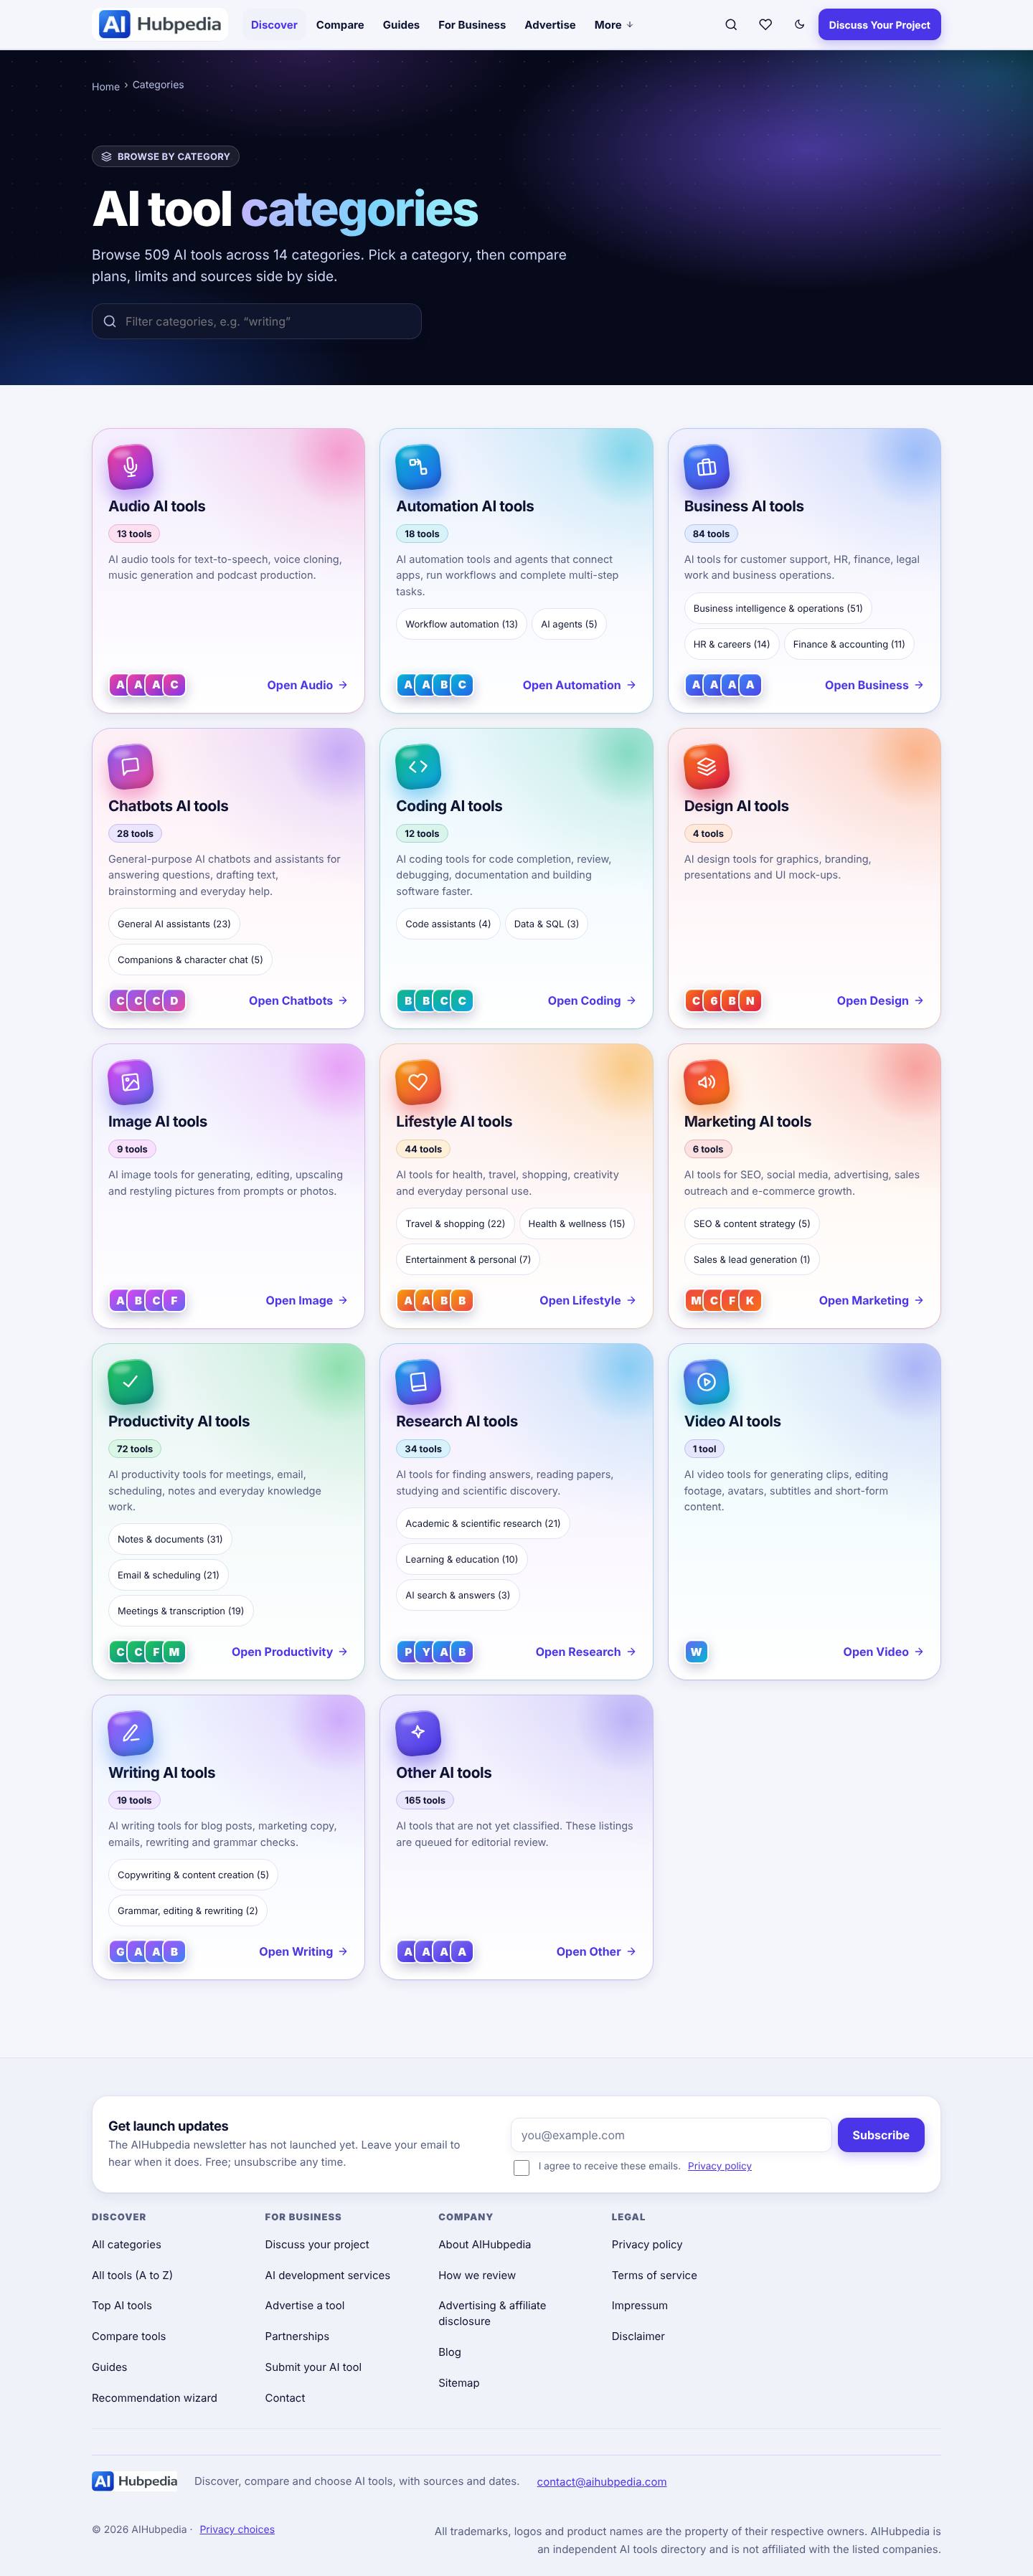 AI Hubpedia
Discover
Compare
Guides
For Business
Advertise
More
Discuss Your Project
Home › Categories
BROWSE BY CATEGORY
AI tool categories
Browse 509 AI tools across 14 categories. Pick a category, then compare
plans, limits and sources side by side.
Filter categories, e.g. “writing”
Audio AI tools
13 tools
AI audio tools for text-to-speech, voice cloning,
music generation and podcast production.
A A A C
Open Audio →
Automation AI tools
18 tools
AI automation tools and agents that connect
apps, run workflows and complete multi-step
tasks.
Workflow automation (13)
AI agents (5)
A A B C
Open Automation →
Business AI tools
84 tools
AI tools for customer support, HR, finance, legal
work and business operations.
Business intelligence & operations (51)
HR & careers (14)
Finance & accounting (11)
A A A A
Open Business →
Chatbots AI tools
28 tools
General-purpose AI chatbots and assistants for
answering questions, drafting text,
brainstorming and everyday help.
General AI assistants (23)
Companions & character chat (5)
C C C D
Open Chatbots →
Coding AI tools
12 tools
AI coding tools for code completion, review,
debugging, documentation and building
software faster.
Code assistants (4)
Data & SQL (3)
B B C C
Open Coding →
Design AI tools
4 tools
AI design tools for graphics, branding,
presentations and UI mock-ups.
C 6 B N
Open Design →
Image AI tools
9 tools
AI image tools for generating, editing, upscaling
and restyling pictures from prompts or photos.
A B C F
Open Image →
Lifestyle AI tools
44 tools
AI tools for health, travel, shopping, creativity
and everyday personal use.
Travel & shopping (22)
Health & wellness (15)
Entertainment & personal (7)
A A B B
Open Lifestyle →
Marketing AI tools
6 tools
AI tools for SEO, social media, advertising, sales
outreach and e-commerce growth.
SEO & content strategy (5)
Sales & lead generation (1)
M C F K
Open Marketing →
Productivity AI tools
72 tools
AI productivity tools for meetings, email,
scheduling, notes and everyday knowledge
work.
Notes & documents (31)
Email & scheduling (21)
Meetings & transcription (19)
C C F M
Open Productivity →
Research AI tools
34 tools
AI tools for finding answers, reading papers,
studying and scientific discovery.
Academic & scientific research (21)
Learning & education (10)
AI search & answers (3)
P Y A B
Open Research →
Video AI tools
1 tool
AI video tools for generating clips, editing
footage, avatars, subtitles and short-form
content.
W
Open Video →
Writing AI tools
19 tools
AI writing tools for blog posts, marketing copy,
emails, rewriting and grammar checks.
Copywriting & content creation (5)
Grammar, editing & rewriting (2)
G A A B
Open Writing →
Other AI tools
165 tools
AI tools that are not yet classified. These listings
are queued for editorial review.
A A A A
Open Other →
Get launch updates
The AIHubpedia newsletter has not launched yet. Leave your email to
hear when it does. Free; unsubscribe any time.
you@example.com
Subscribe
I agree to receive these emails. Privacy policy
DISCOVER
All categories
All tools (A to Z)
Top AI tools
Compare tools
Guides
Recommendation wizard
FOR BUSINESS
Discuss your project
AI development services
Advertise a tool
Partnerships
Submit your AI tool
Contact
COMPANY
About AIHubpedia
How we review
Advertising & affiliate
disclosure
Blog
Sitemap
LEGAL
Privacy policy
Terms of service
Impressum
Disclaimer
AI Hubpedia
Discover, compare and choose AI tools, with sources and dates.
contact@aihubpedia.com
© 2026 AIHubpedia · Privacy choices
All trademarks, logos and product names are the property of their respective owners. AIHubpedia is
an independent AI tools directory and is not affiliated with the listed companies.